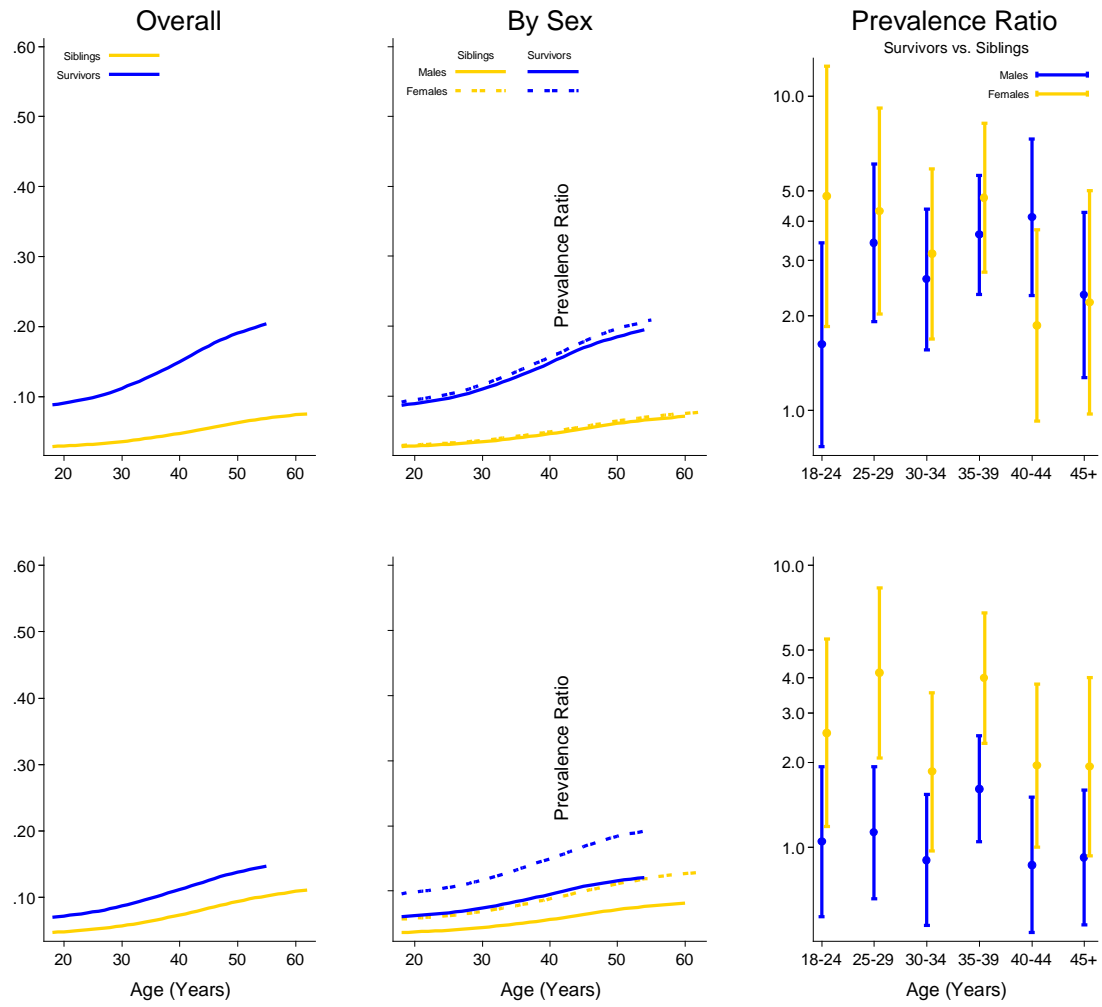 Overall
By Sex
Prevalence Ratio
Survivors vs. Siblings
.60
.50
.40
.30
.20
.10
Siblings
Survivors
20 30 40 50 60
Siblings Survivors
Males
Females
Prevalence Ratio
20 30 40 50 60
Males
Females
10.0
5.0
4.0
3.0
2.0
1.0
18-24 25-29 30-34 35-39 40-44 45+
.60
.50
.40
.30
.20
.10
20 30 40 50 60
Age (Years)
Prevalence Ratio
20 30 40 50 60
Age (Years)
10.0
5.0
4.0
3.0
2.0
1.0
18-24 25-29 30-34 35-39 40-44 45+
Age (Years)